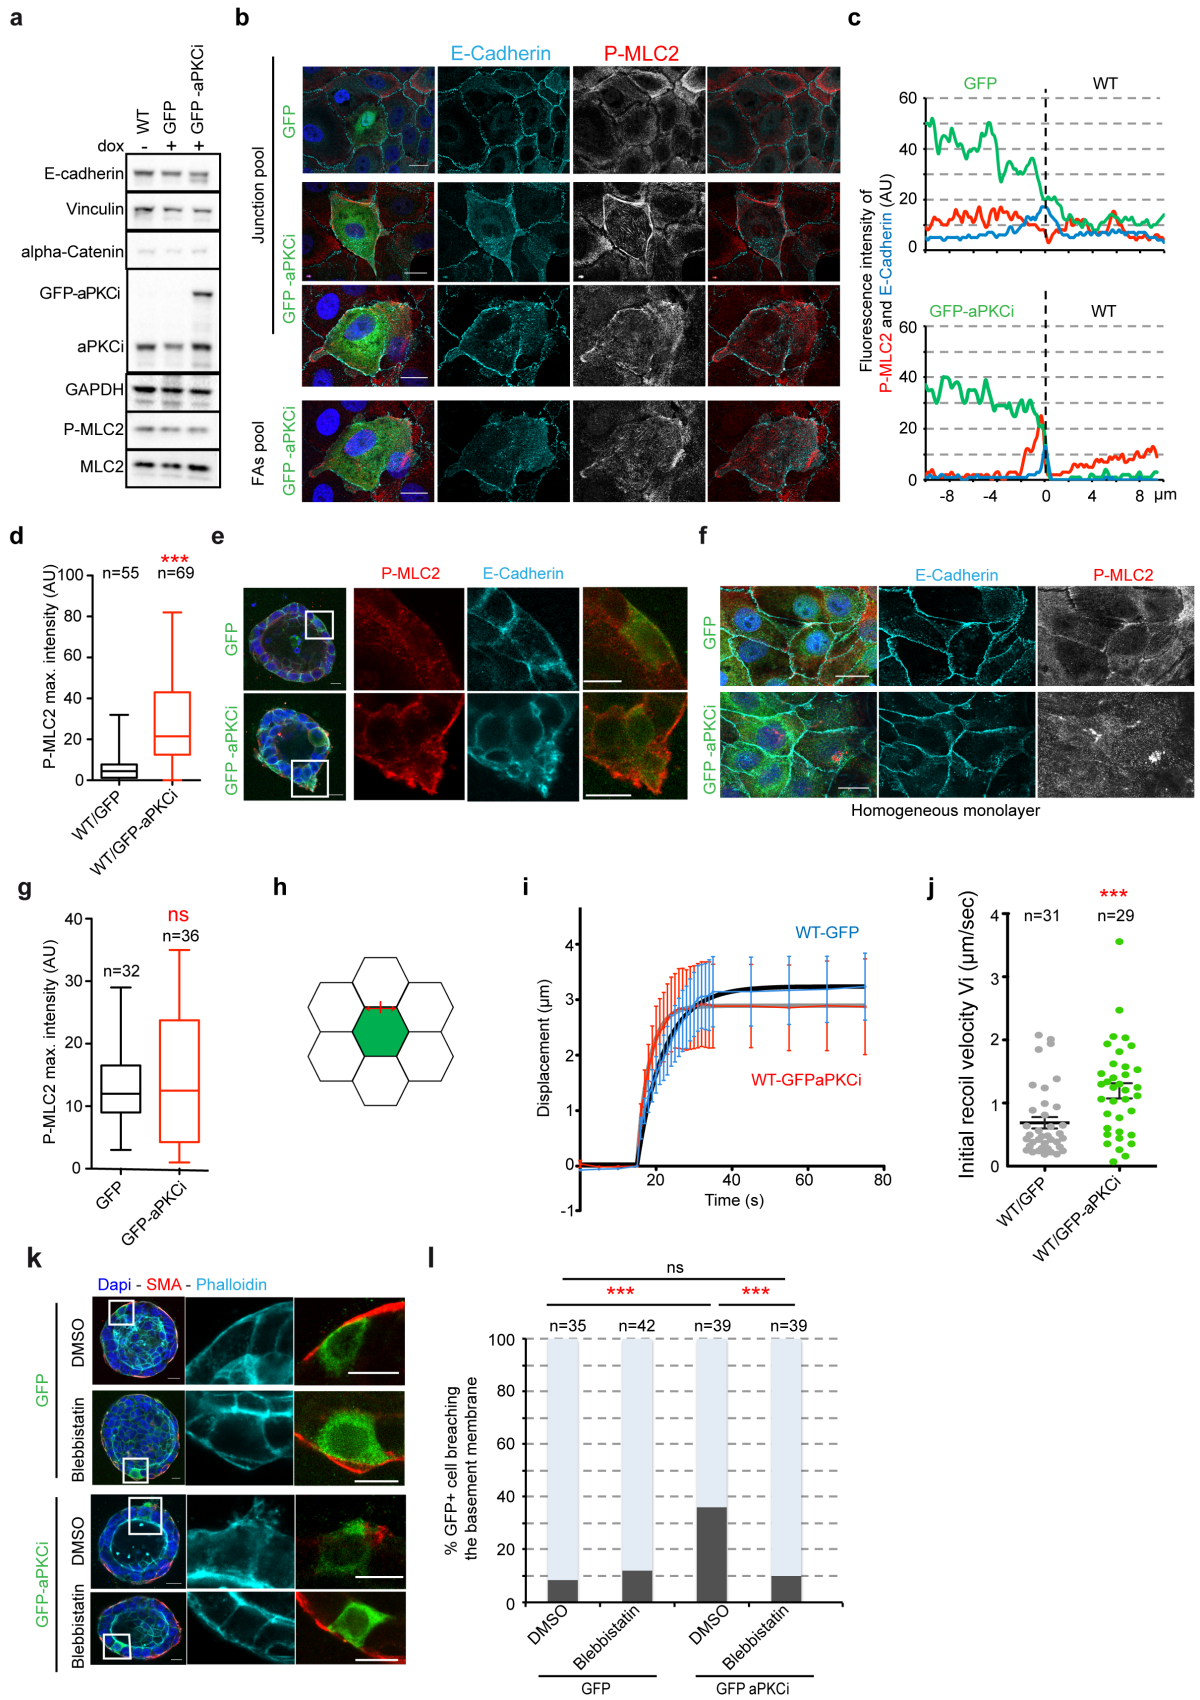 a
WT
GFP
GFP-aPKCi
dox - + +
E-cadherin
Vinculin
alpha-Catenin
GFP-aPKCi
aPKCi
GAPDH
P-MLC2
MLC2
b
E-Cadherin P-MLC2
Junction pool
FAs pool
GFP
GFP-aPKCi
GFP-aPKCi
c
Fluorescence intensity of
P-MLC2 and E-Cadherin (AU)
GFP WT
60
40
20
0
GFP-aPKCi WT
60
40
20
0
-8 -4 0 4 8 µm
d
P-MLC2 max. intensity (AU)
***
n=55 n=69
100
80
60
40
20
0
WT/GFP
WT/GFP-aPKCi
e
P-MLC2 E-Cadherin
GFP
GFP-aPKCi
f
E-Cadherin P-MLC2
GFP
GFP-aPKCi
Homogeneous monolayer
g
P-MLC2 max. intensity (AU)
ns
n=32 n=36
40
30
20
10
0
GFP
GFP-aPKCi
h
i
Displacement (µm)
4
3
2
1
0
-1
WT-GFP
WT-GFPaPKCi
20 40 60 80
Time (s)
j
Initial recoil velocity Vi (µm/sec)
***
n=31 n=29
4
3
2
1
0
WT/GFP
WT/GFP-aPKCi
k
Dapi - SMA - Phalloidin
GFP
DMSO
Blebbistatin
GFP-aPKCi
DMSO
Blebbistatin
l
ns
*** ***
n=35 n=42 n=39 n=39
% GFP+ cell breaching
the basement membrane
100
80
60
40
20
0
DMSO
Blebbistatin
DMSO
Blebbistatin
GFP GFP aPKCi